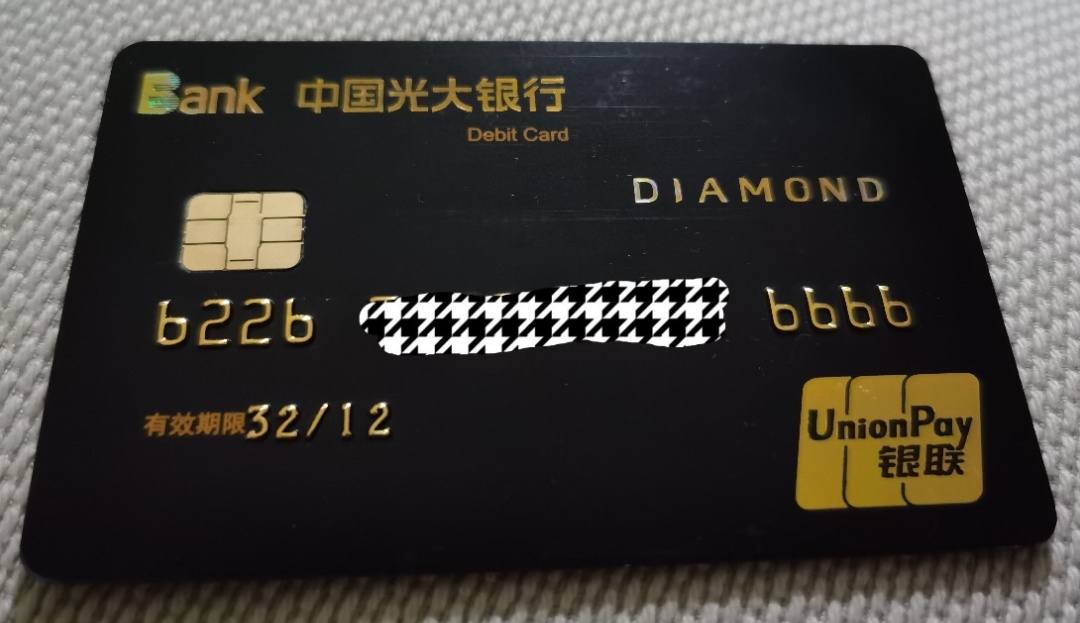 Bank 中国光大银行
Debit Card
DIAMOND
6226 6666
有效期限32/12
UnionPay
银联